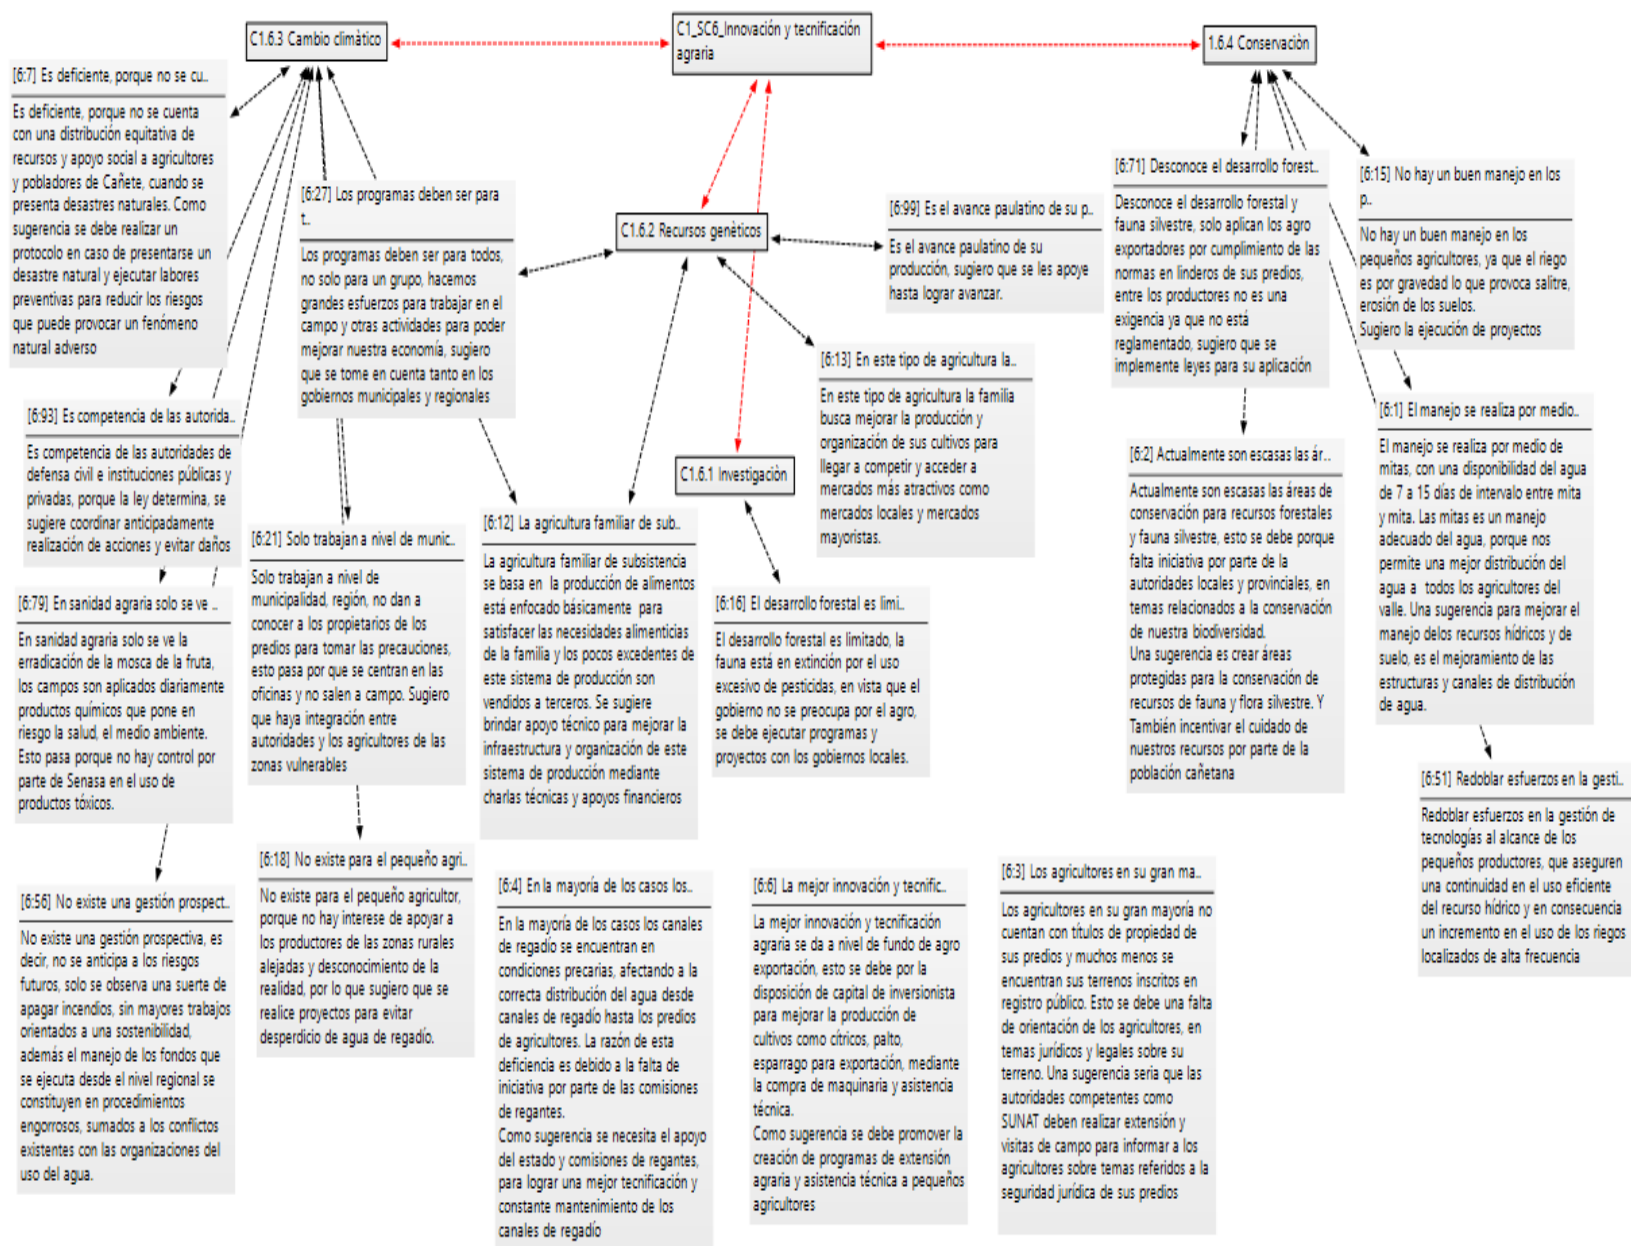 C1.6.3 Cambio climàtico
C1_SC6_Innovación y tecnificación
agraria
1.6.4 Conservaciòn
[6:7] Es deficiente, porque no se cu..
Es deficiente, porque no se cuenta
con una distribución equitativa de
recursos y apoyo social a agricultores
y pobladores de Cañete, cuando se
presenta desastres naturales. Como
sugerencia se debe realizar un
protocolo en caso de presentarse un
desastre natural y ejecutar labores
preventivas para reducir los riesgos
que puede provocar un fenómeno
natural adverso
[6:27] Los programas deben ser para
t..
Los programas deben ser para todos,
no solo para un grupo, hacemos
grandes esfuerzos para trabajar en el
campo y otras actividades para poder
mejorar nuestra economía, sugiero
que se tome en cuenta tanto en los
gobiernos municipales y regionales
C1.6.2 Recursos genèticos
[6:99] Es el avance paulatino de su p..
Es el avance paulatino de su
producción, sugiero que se les apoye
hasta lograr avanzar.
[6:71] Desconoce el desarrollo forest..
Desconoce el desarrollo forestal y
fauna silvestre, solo aplican los agro
exportadores por cumplimiento de las
normas en linderos de sus predios,
entre los productores no es una
exigencia ya que no está
reglamentado, sugiero que se
implemente leyes para su aplicación
[6:15] No hay un buen manejo en los
p..
No hay un buen manejo en los
pequeños agricultores, ya que el riego
es por gravedad lo que provoca salitre,
erosión de los suelos.
Sugiero la ejecución de proyectos
[6:13] En este tipo de agricultura la..
En este tipo de agricultura la familia
busca mejorar la producción y
organización de sus cultivos para
llegar a competir y acceder a
mercados más atractivos como
mercados locales y mercados
mayoristas.
[6:93] Es competencia de las autorida..
Es competencia de las autoridades de
defensa civil e instituciones públicas y
privadas, porque la ley determina, se
sugiere coordinar anticipadamente
realización de acciones y evitar daños
C1.6.1 Investigaciòn
[6:1] El manejo se realiza por medio..
El manejo se realiza por medio de
mitas, con una disponibilidad del agua
de 7 a 15 días de intervalo entre mita
y mita. Las mitas es un manejo
adecuado del agua, porque nos
permite una mejor distribución del
agua a todos los agricultores del
valle. Una sugerencia para mejorar el
manejo delos recursos hídricos y de
suelo, es el mejoramiento de las
estructuras y canales de distribución
de agua.
[6:2] Actualmente son escasas las ár...
Actualmente son escasas las áreas de
conservación para recursos forestales
y fauna silvestre, esto se debe porque
falta iniciativa por parte de la
autoridades locales y provinciales, en
temas relacionados a la conservación
de nuestra biodiversidad.
Una sugerencia es crear áreas
protegidas para la conservación de
recursos de fauna y flora silvestre. Y
También incentivar el cuidado de
nuestros recursos por parte de la
población cañetana
[6:21] Solo trabajan a nivel de munic..
Solo trabajan a nivel de
municipalidad, región, no dan a
conocer a los propietarios de los
predios para tomar las precauciones,
esto pasa por que se centran en las
oficinas y no salen a campo. Sugiero
que haya integración entre
autoridades y los agricultores de las
zonas vulnerables
[6:12] La agricultura familiar de sub..
La agricultura familiar de subsistencia
se basa en la producción de alimentos
está enfocado básicamente para
satisfacer las necesidades alimenticias
de la familia y los pocos excedentes de
este sistema de producción son
vendidos a terceros. Se sugiere
brindar apoyo técnico para mejorar la
infraestructura y organización de este
sistema de producción mediante
charlas técnicas y apoyos financieros
[6:79] En sanidad agraria solo se ve ..
En sanidad agraria solo se ve la
erradicación de la mosca de la fruta,
los campos son aplicados diariamente
productos químicos que pone en
riesgo la salud, el medio ambiente.
Esto pasa porque no hay control por
parte de Senasa en el uso de
productos tóxicos.
[6:16] El desarrollo forestal es limi..
El desarrollo forestal es limitado, la
fauna está en extinción por el uso
excesivo de pesticidas, en vista que el
gobierno no se preocupa por el agro,
se debe ejecutar programas y
proyectos con los gobiernos locales.
[6:51] Redoblar esfuerzos en la gesti..
Redoblar esfuerzos en la gestión de
tecnologías al alcance de los
pequeños productores, que aseguren
una continuidad en el uso eficiente
del recurso hídrico y en consecuencia
un incremento en el uso de los riegos
localizados de alta frecuencia
[6:18] No existe para el pequeño agri..
No existe para el pequeño agricultor,
porque no hay interese de apoyar a
los productores de las zonas rurales
alejadas y desconocimiento de la
realidad, por lo que sugiero que se
realice proyectos para evitar
desperdicio de agua de regadío.
[6:56] No existe una gestión prospect..
No existe una gestión prospectiva, es
decir, no se anticipa a los riesgos
futuros, solo se observa una suerte de
apagar incendios, sin mayores trabajos
orientados a una sostenibilidad,
además el manejo de los fondos que
se ejecuta desde el nivel regional se
constituyen en procedimientos
engorrosos, sumados a los conflictos
existentes con las organizaciones del
uso del agua.
[6:4] En la mayoría de los casos los..
En la mayoría de los casos los canales
de regadío se encuentran en
condiciones precarias, afectando a la
correcta distribución del agua desde
canales de regadío hasta los predios
de agricultores. La razón de esta
deficiencia es debido a la falta de
iniciativa por parte de las comisiones
de regantes.
Como sugerencia se necesita el apoyo
del estado y comisiones de regantes,
para lograr una mejor tecnificación y
constante mantenimiento de los
canales de regadío
[6:6] La mejor innovación y tecnific..
La mejor innovación y tecnificación
agraria se da a nivel de fundo de agro
exportación, esto se debe por la
disposición de capital de inversionista
para mejorar la producción de
cultivos como cítricos, palto,
esparrago para exportación, mediante
la compra de maquinaria y asistencia
técnica.
Como sugerencia se debe promover la
creación de programas de extensión
agraria y asistencia técnica a pequeños
agricultores
[6:3] Los agricultores en su gran ma..
Los agricultores en su gran mayoría no
cuentan con títulos de propiedad de
sus predios y muchos menos se
encuentran sus terrenos inscritos en
registro público. Esto se debe una falta
de orientación de los agricultores, en
temas jurídicos y legales sobre su
terreno. Una sugerencia seria que las
autoridades competentes como
SUNAT deben realizar extensión y
visitas de campo para informar a los
agricultores sobre temas referidos a la
seguridad jurídica de sus predios